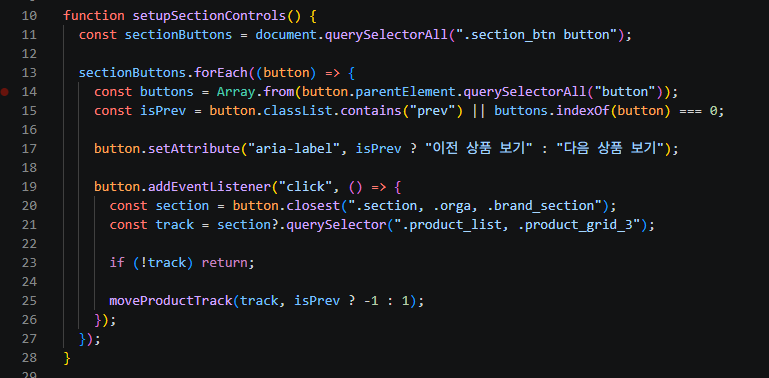 10 function setupSectionControls() {
11   const sectionButtons = document.querySelectorAll(".section_btn button");
12
13   sectionButtons.forEach((button) => {
14     const buttons = Array.from(button.parentElement.querySelectorAll("button"));
15     const isPrev = button.classList.contains("prev") || buttons.indexOf(button) === 0;
16
17     button.setAttribute("aria-label", isPrev ? "이전 상품 보기" : "다음 상품 보기");
18
19     button.addEventListener("click", () => {
20       const section = button.closest(".section, .orga, .brand_section");
21       const track = section?.querySelector(".product_list, .product_grid_3");
22
23       if (!track) return;
24
25       moveProductTrack(track, isPrev ? -1 : 1);
26     });
27   });
28 }
29